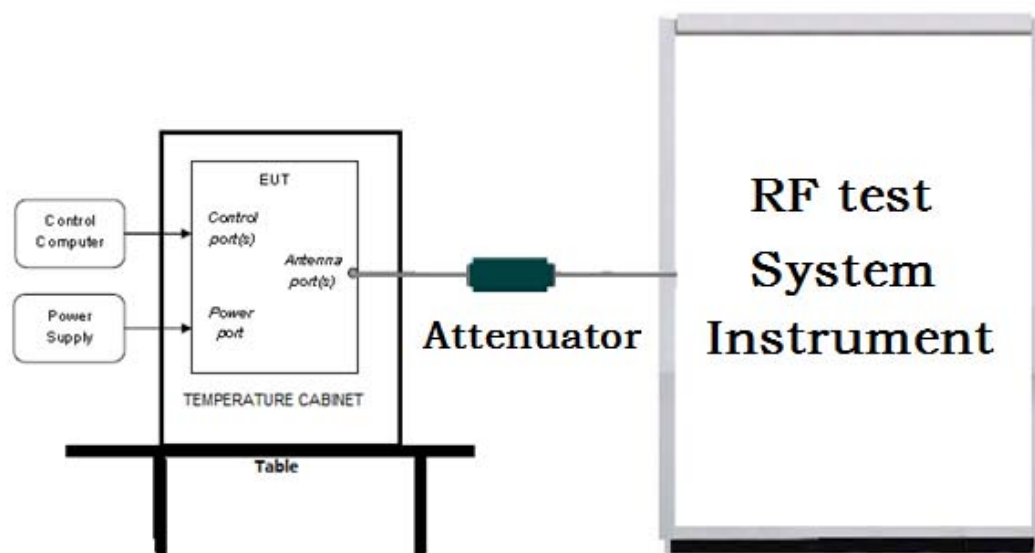 EUT
Control
Computer
Control
port(s)
Antenna
port(s)
Power
Supply
Power
port
TEMPERATURE CABINET
Table
Attenuator
RF test
System
Instrument